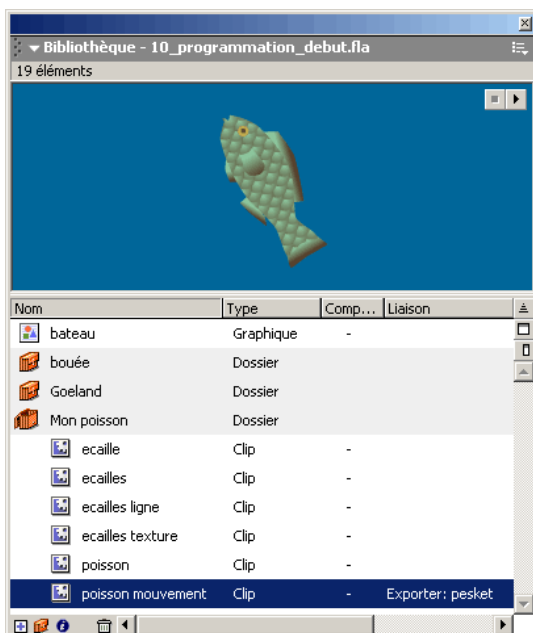 Bibliothèque - 10_programmation_debut.fla
19 éléments
Nom Type Comp... Liaison
bateau Graphique -
bouée Dossier
Goeland Dossier
Mon poisson Dossier
ecaille Clip -
ecailles Clip -
ecailles ligne Clip -
ecailles texture Clip -
poisson Clip -
poisson mouvement Clip - Exporter: pesket